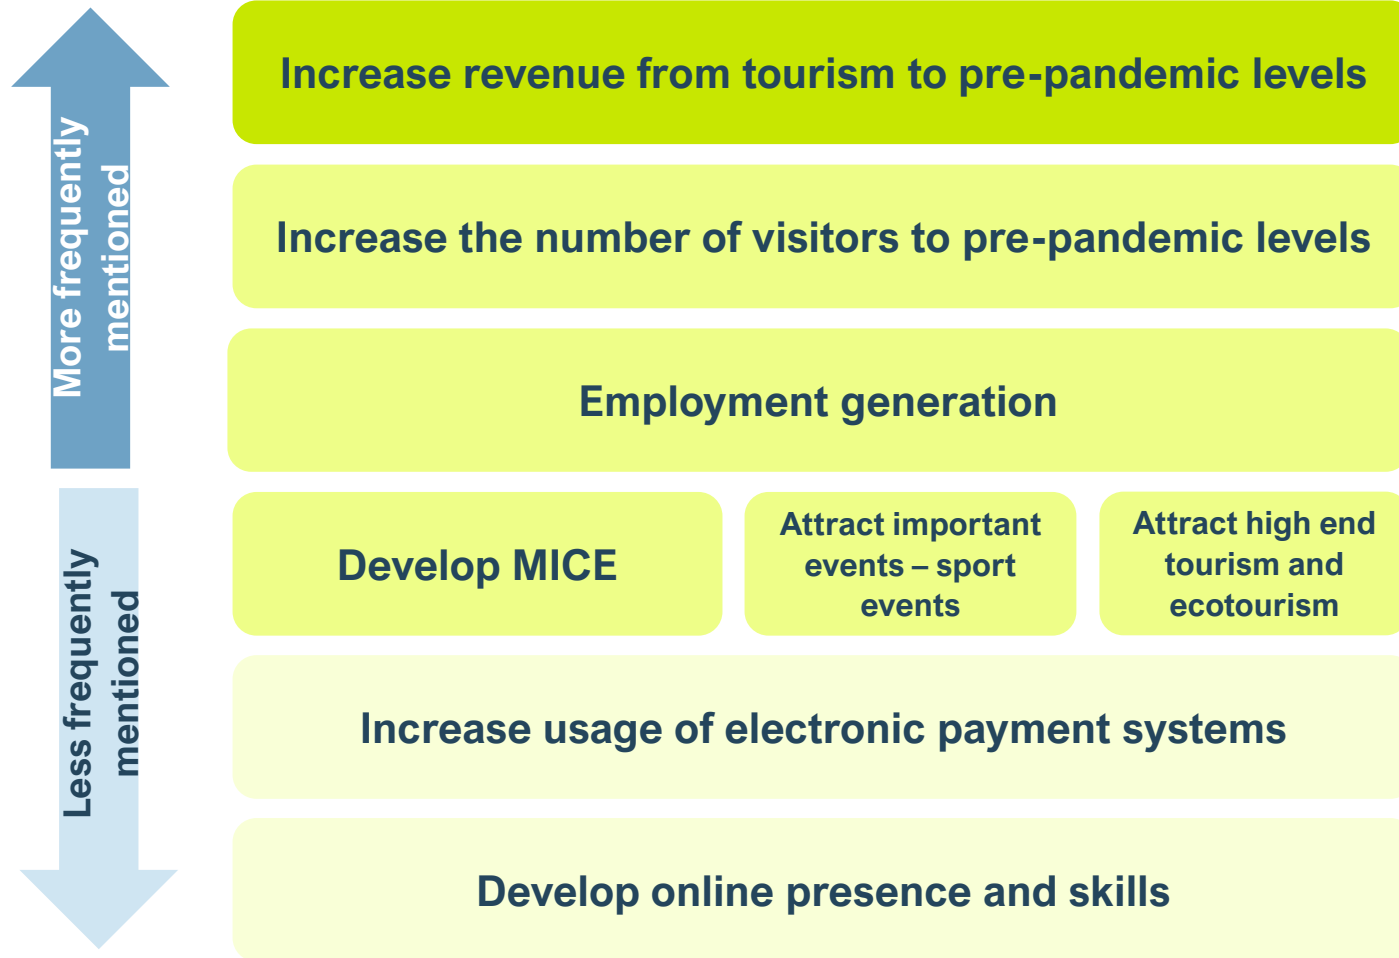 More frequently
mentioned
Increase revenue from tourism to pre-pandemic levels
Increase the number of visitors to pre-pandemic levels
Employment generation
Less frequently
mentioned
Develop MICE
Attract important
events – sport
events
Attract high end
tourism and
ecotourism
Increase usage of electronic payment systems
Develop online presence and skills